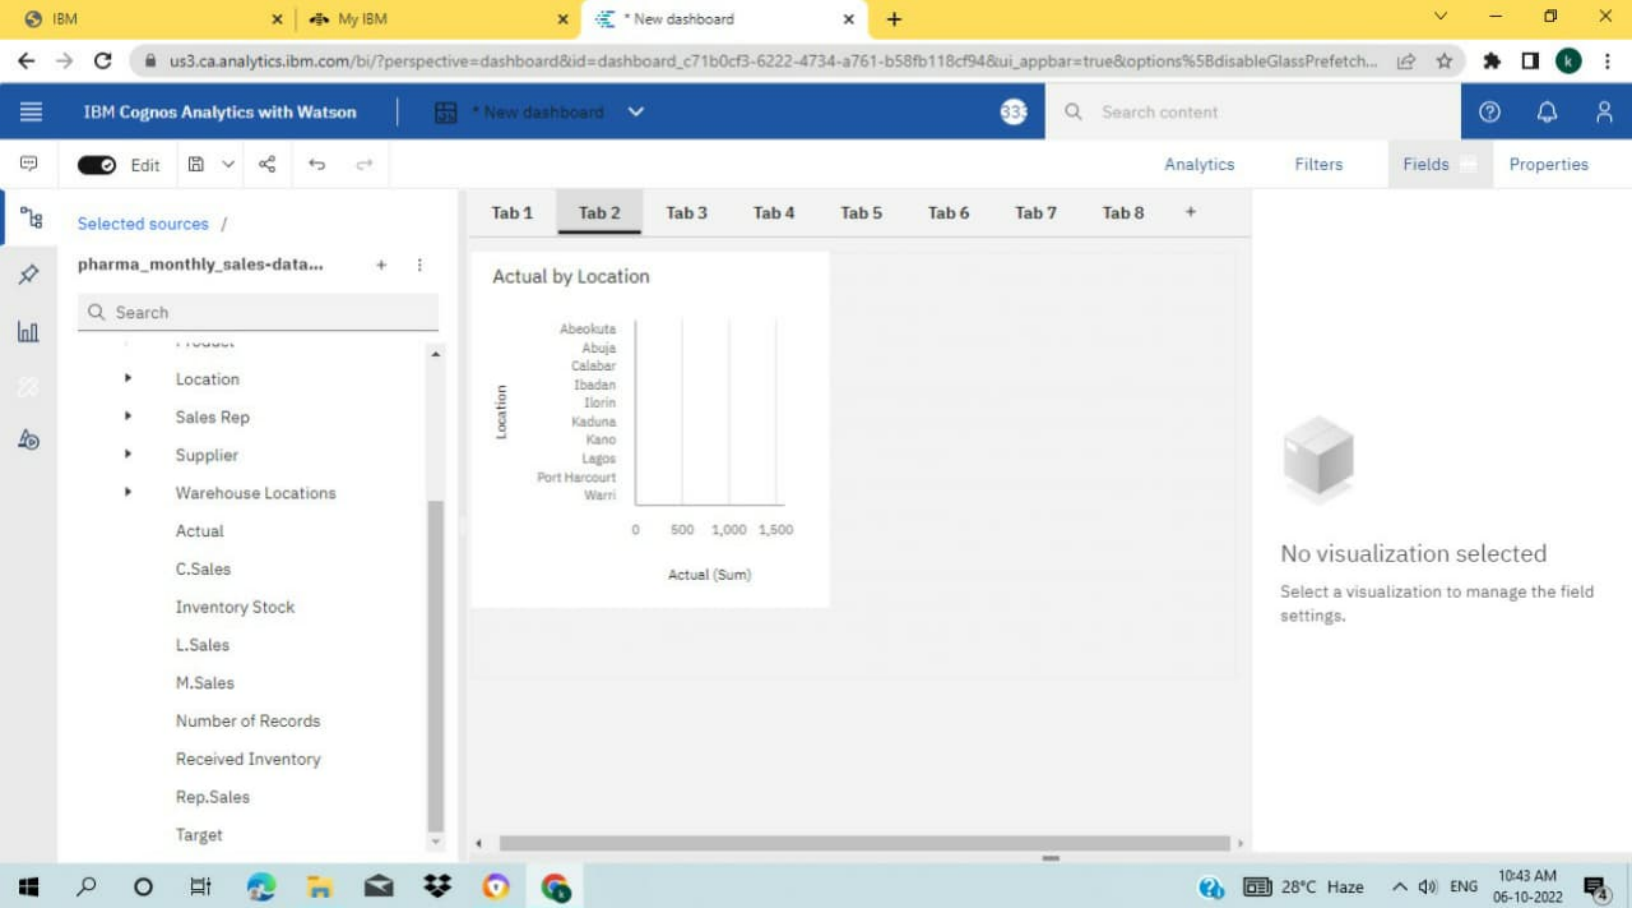 IBM
My IBM
* New dashboard
us3.ca.analytics.ibm.com/bi/?perspective=dashboard&id=dashboard_c71b0cf3-6222-4734-a761-b58fb118cf94&ui_appbar=true&options%5BdisableGlassPrefetch...
k
IBM Cognos Analytics with Watson
* New dashboard
333
Search content
Edit
Analytics
Filters
Fields
Properties
Selected sources /
pharma_monthly_sales-data...
Search
Product
Location
Sales Rep
Supplier
Warehouse Locations
Actual
C.Sales
Inventory Stock
L.Sales
M.Sales
Number of Records
Received Inventory
Rep.Sales
Target
Tab 1
Tab 2
Tab 3
Tab 4
Tab 5
Tab 6
Tab 7
Tab 8
Actual by Location
Location
Abeokuta
Abuja
Calabar
Ibadan
Ilorin
Kaduna
Kano
Lagos
Port Harcourt
Warri
0 500 1,000 1,500
Actual (Sum)
No visualization selected
Select a visualization to manage the field
settings.
28°C Haze
ENG
10:43 AM
06-10-2022
4